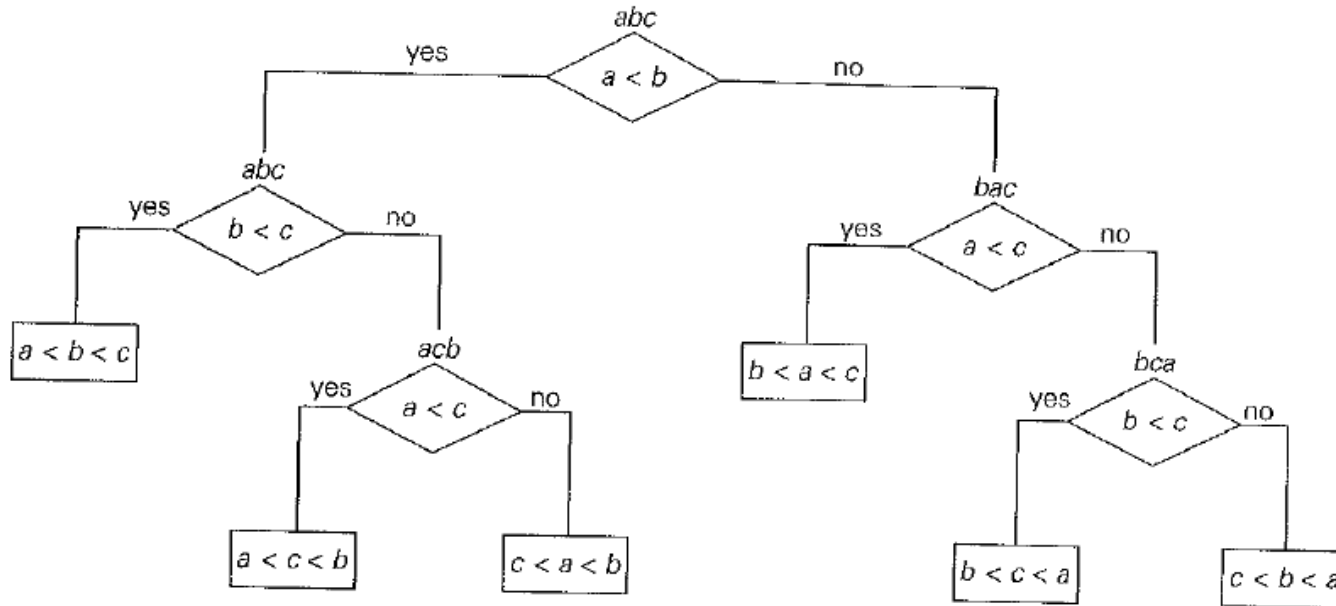 abc
yes
a < b
no
abc
yes
b < c
no
bac
yes
a < c
no
a < b < c
acb
yes
a < c
no
b < a < c
bca
yes
b < c
no
a < c < b
c < a < b
b < c < a
c < b < a